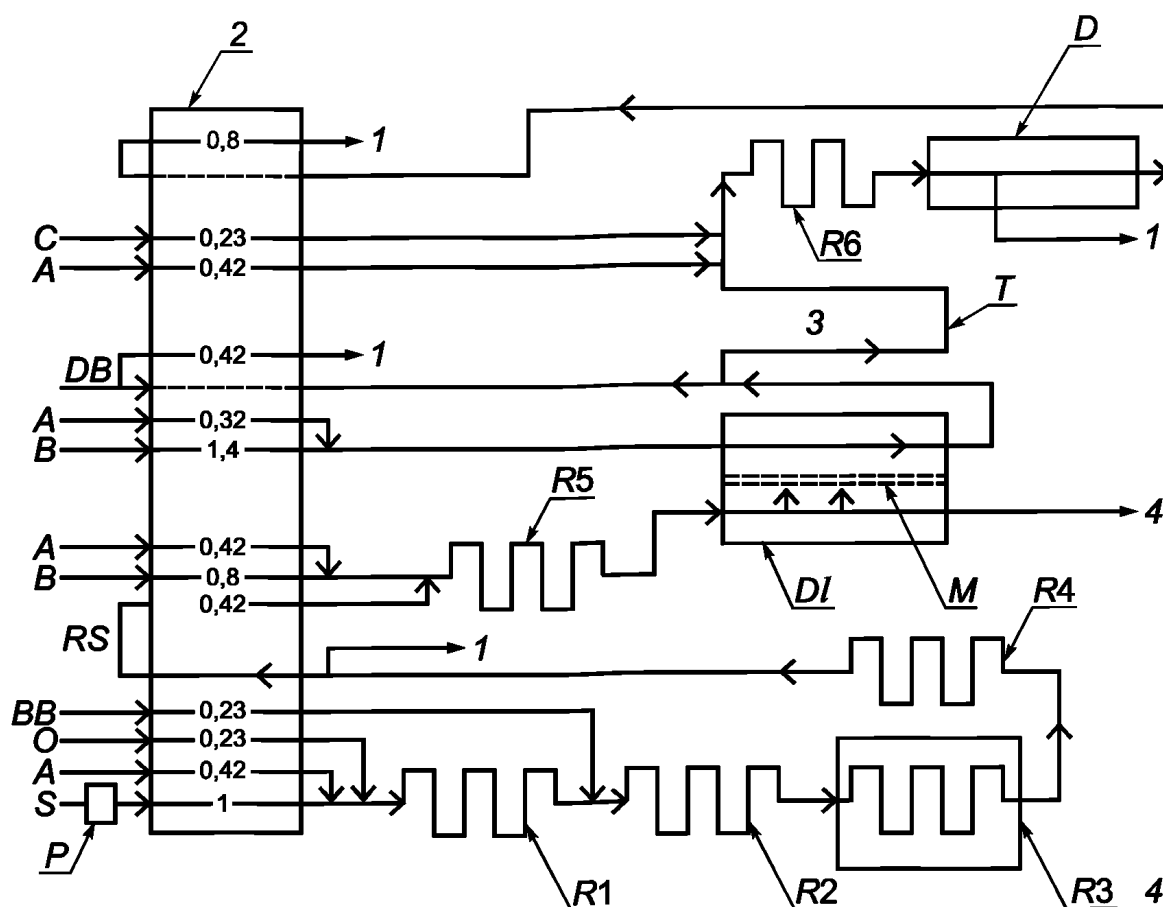 2
D
0,8 1
C 0,23
A 0,42
R6
1
T
3
0,42 1
DB
A 0,32
B 1,4
R5
A 0,42
B 0,8
4
0,42
DI M
R4
RS
1
BB 0,23
O 0,23
A 0,42
S 1
P
R1 R2 R3 4